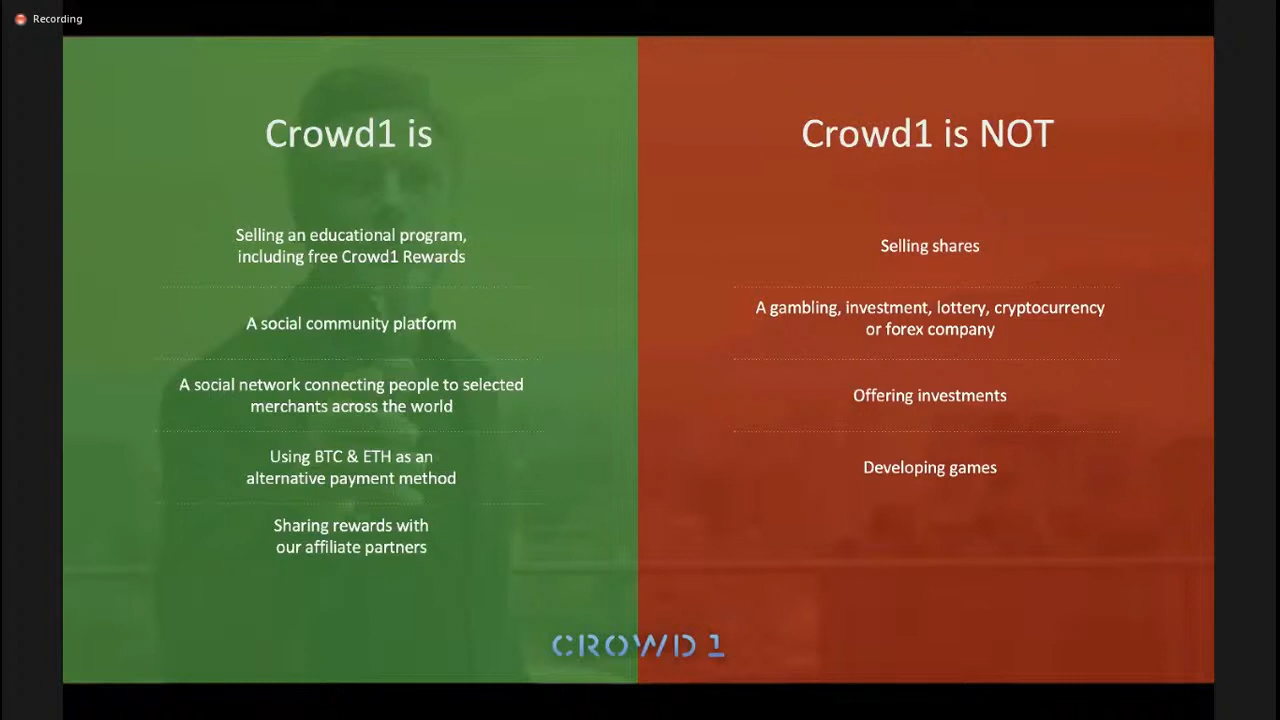 Recording
Crowd1 is
Selling an educational program,
including free Crowd1 Rewards
A social community platform
A social network connecting people to selected
merchants across the world
Using BTC & ETH as an
alternative payment method
Sharing rewards with
our affiliate partners
Crowd1 is NOT
Selling shares
A gambling, investment, lottery, cryptocurrency
or forex company
Offering investments
Developing games
CROWD 1